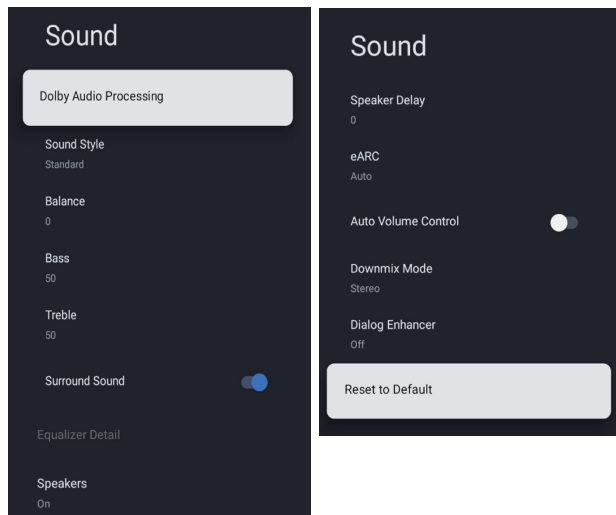 Sound
Dolby Audio Processing
Sound Style
Standard
Balance
0
Bass
50
Treble
50
Surround Sound
Equalizer Detail
Speakers
On
Sound
Speaker Delay
0
eARC
Auto
Auto Volume Control
Downmix Mode
Stereo
Dialog Enhancer
Off
Reset to Default